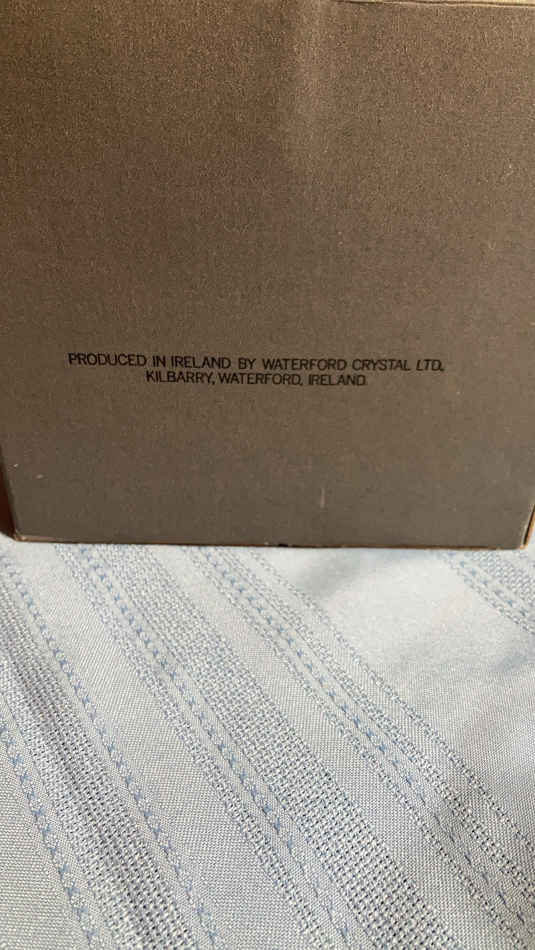 PRODUCED IN IRELAND BY WATERFORD CRYSTAL LTD,
KILBARRY, WATERFORD, IRELAND.